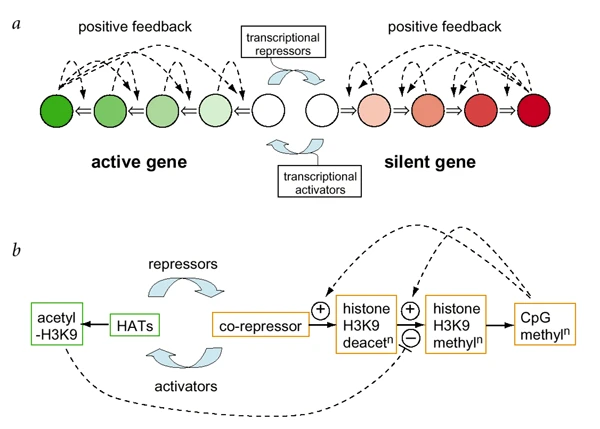 a
positive feedback
transcriptional
repressors
positive feedback
active gene
silent gene
transcriptional
activators
b
repressors
acetyl
-H3K9
HATs
co-repressor
+
histone
H3K9
deacetⁿ
+
−
histone
H3K9
methylⁿ
CpG
methylⁿ
activators